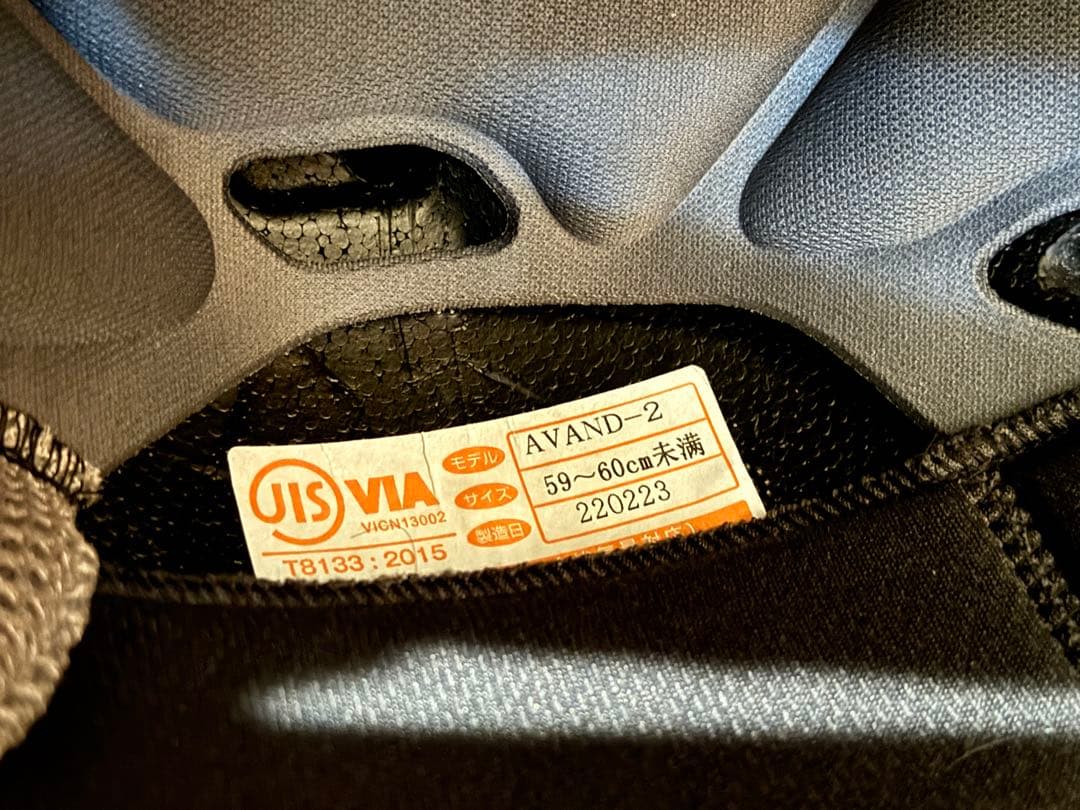 JIS VIA
VICN13002
T8133:2015
モデル AVAND-2
サイズ 59～60cm未満
製造日 220223